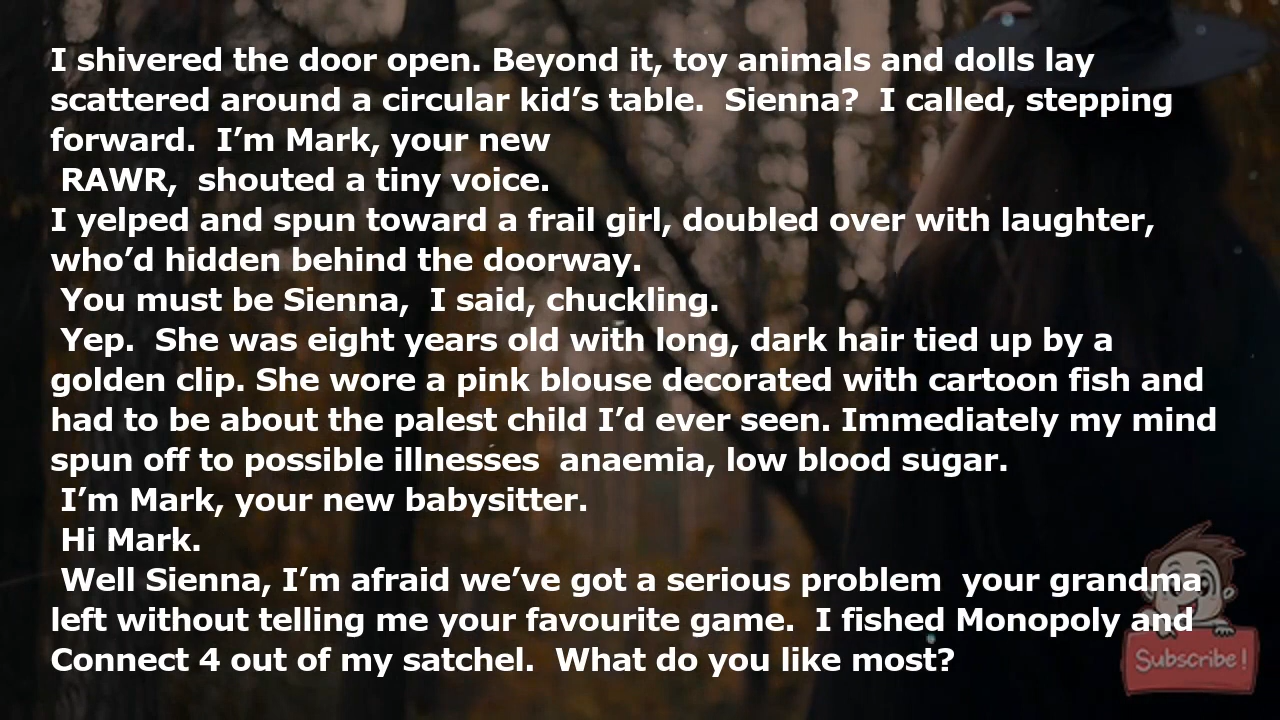 I shivered the door open. Beyond it, toy animals and dolls lay
scattered around a circular kid’s table.  Sienna?  I called, stepping
forward.  I’m Mark, your new
RAWR,  shouted a tiny voice.
I yelped and spun toward a frail girl, doubled over with laughter,
who’d hidden behind the doorway.
You must be Sienna,  I said, chuckling.
Yep.  She was eight years old with long, dark hair tied up by a
golden clip. She wore a pink blouse decorated with cartoon fish and
had to be about the palest child I’d ever seen. Immediately my mind
spun off to possible illnesses  anaemia, low blood sugar.
I’m Mark, your new babysitter.
Hi Mark.
Well Sienna, I’m afraid we’ve got a serious problem  your grandma
left without telling me your favourite game.  I fished Monopoly and
Connect 4 out of my satchel.  What do you like most?
Subscribe!